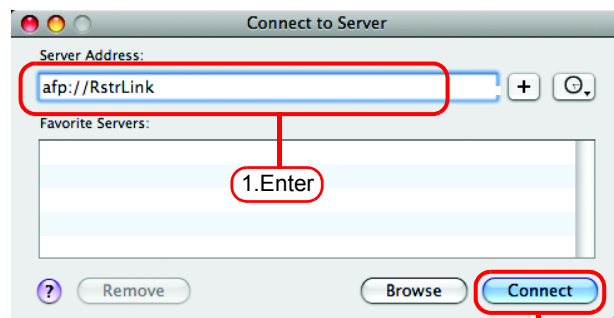 Connect to Server
Server Address:
afp://RstrLink
+
Favorite Servers:
1.Enter
? Remove Browse Connect